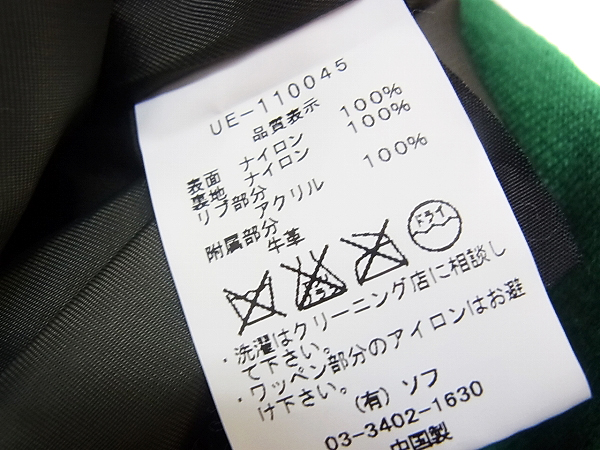 UE-110045
品質表示
表面 ナイロン 100%
裏地 ナイロン 100%
リブ部分
アクリル 100%
附属部分
牛革
ドライ
・洗濯はクリーニング店に相談し
て下さい。
・ワッペン部分のアイロンはお避
け下さい。
(有) ソフ
03-3402-1630
中国製